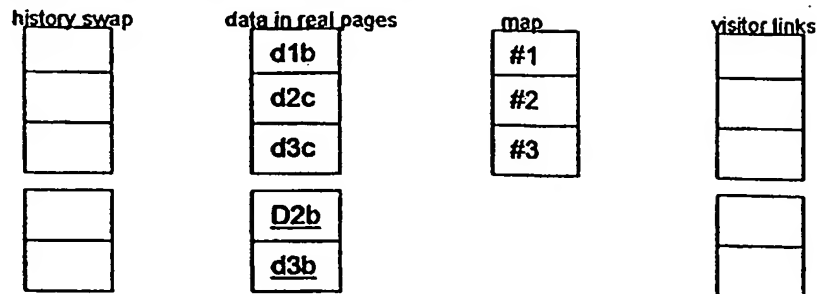 history swap data in real pages map visitor links
d1b #1
d2c #2
d3c #3
D2b
d3b